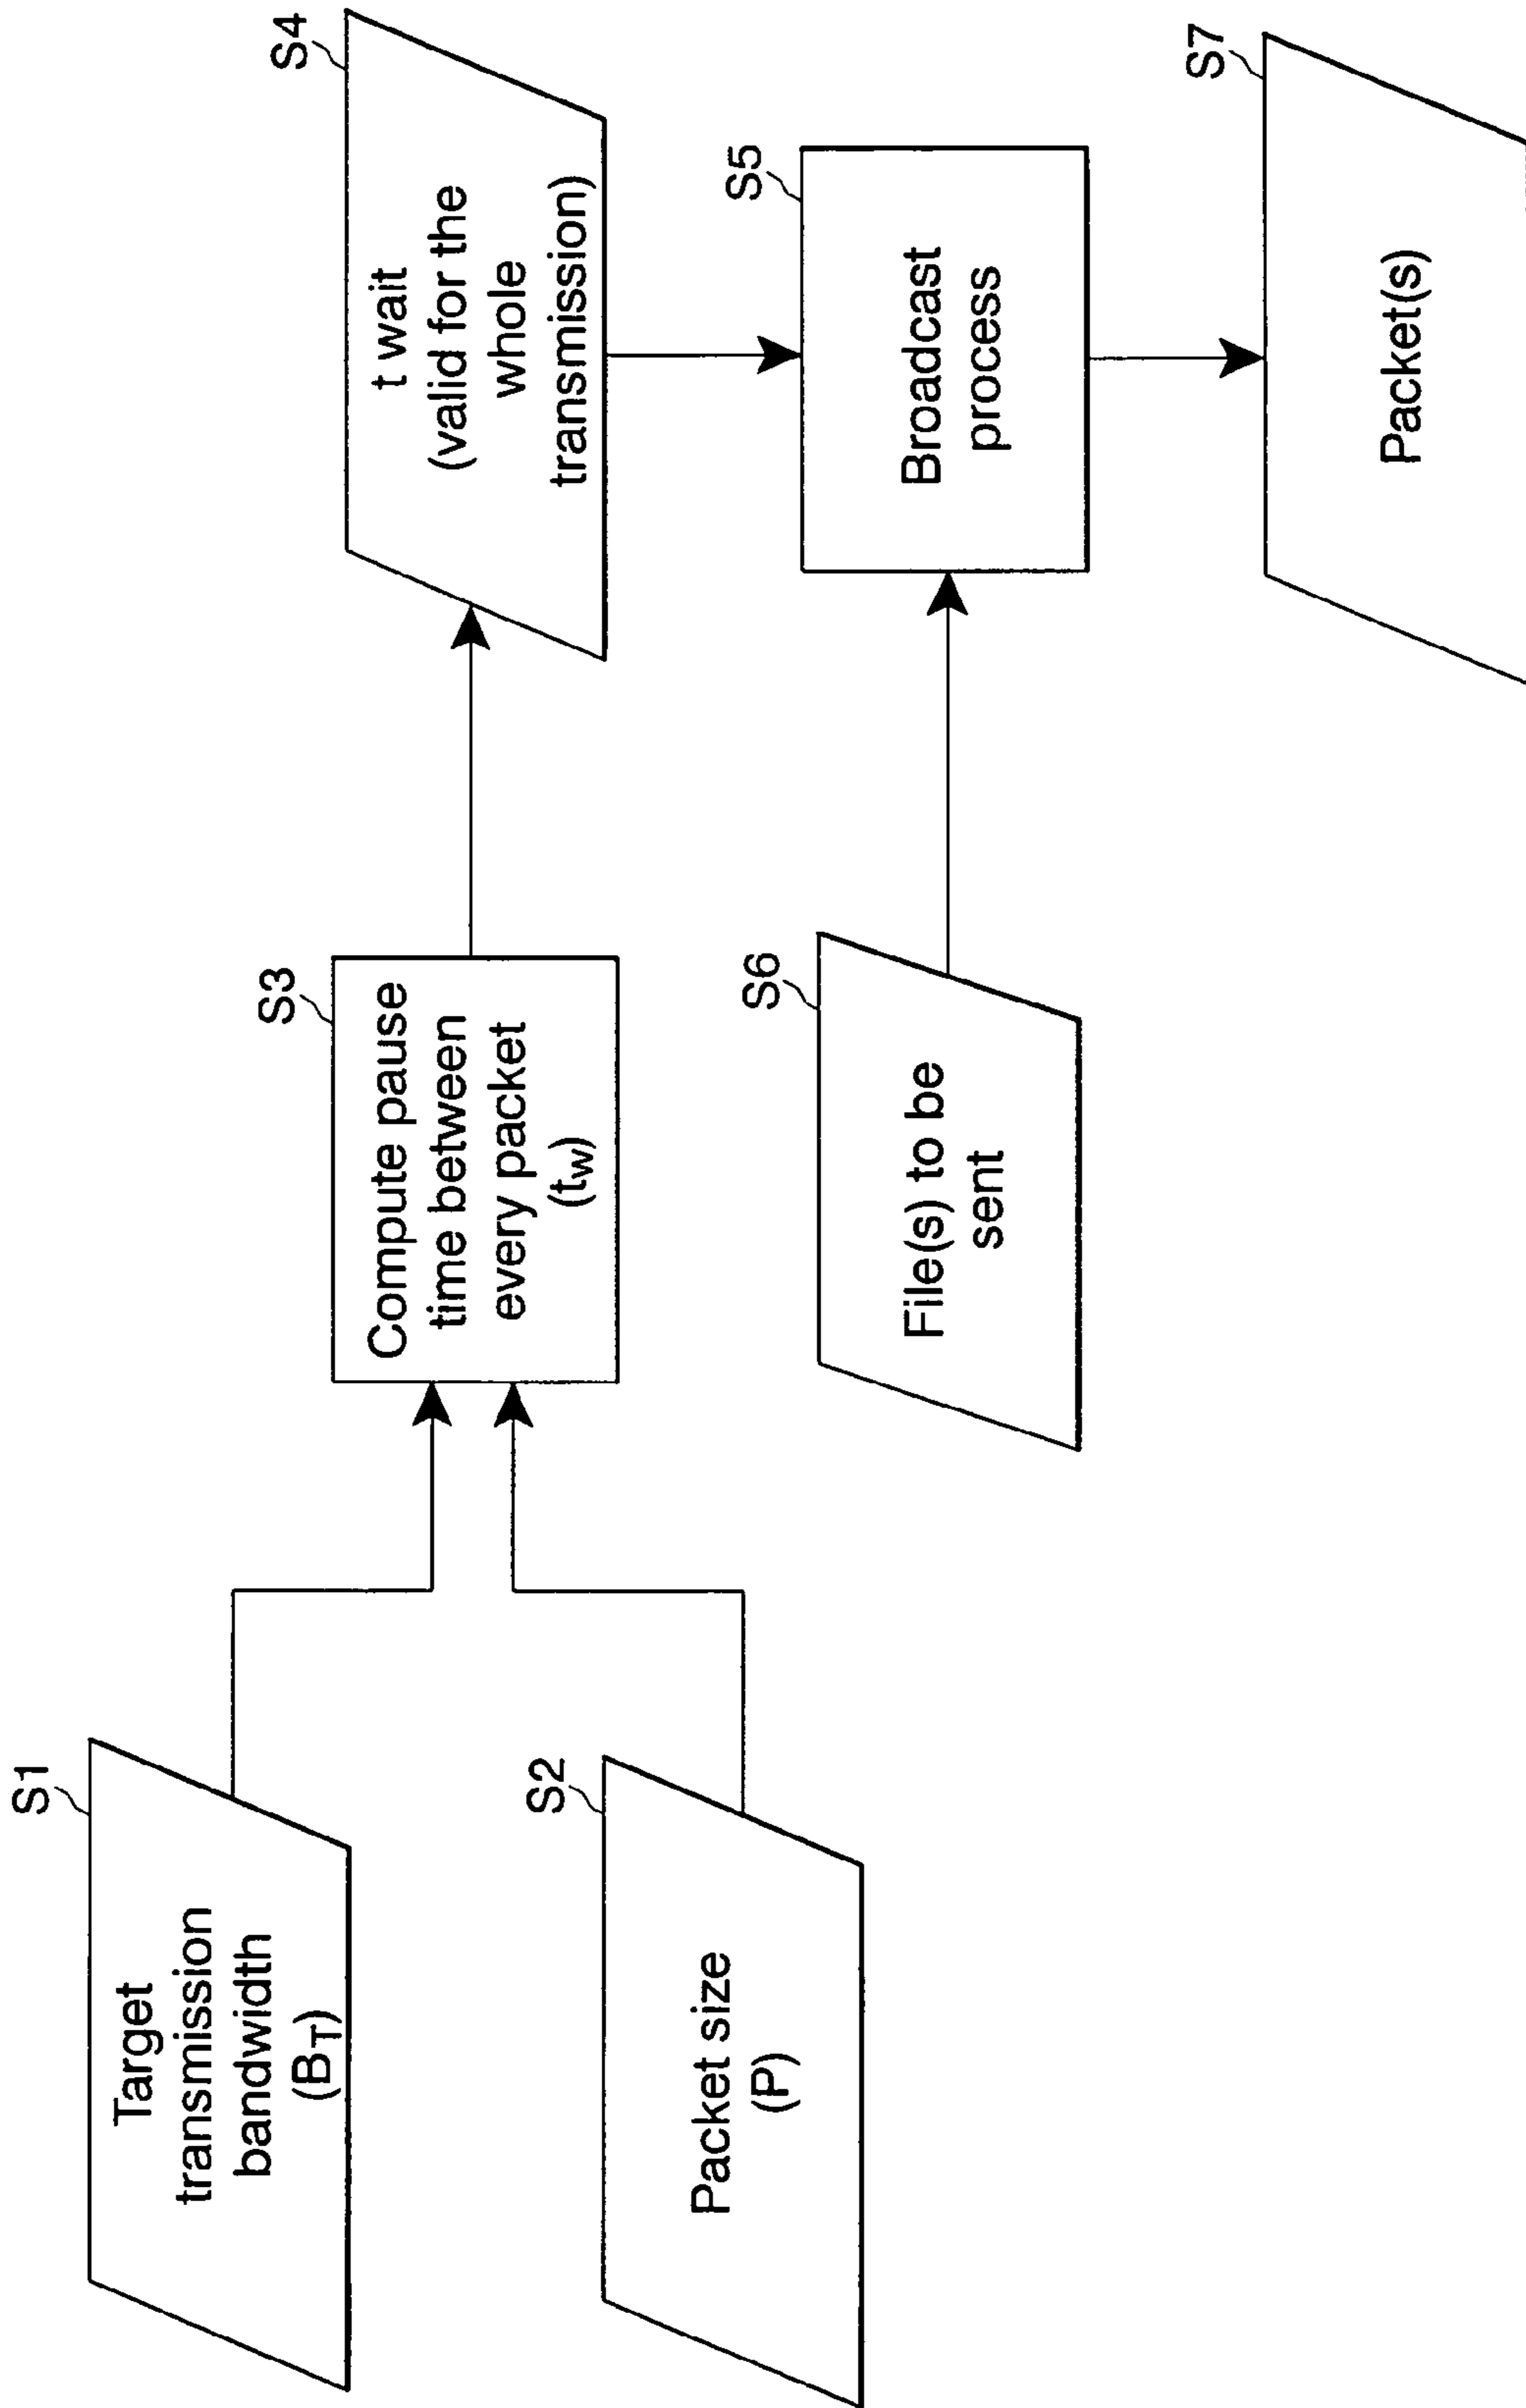 S1
Target
transmission
bandwidth
(B_T)
S2
Packet size
(P)
S3
Compute pause
time between
every packet
(t_w)
S4
t wait
(valid for the
whole
transmission)
S6
File(s) to be
sent
S5
Broadcast
process
S7
Packet(s)